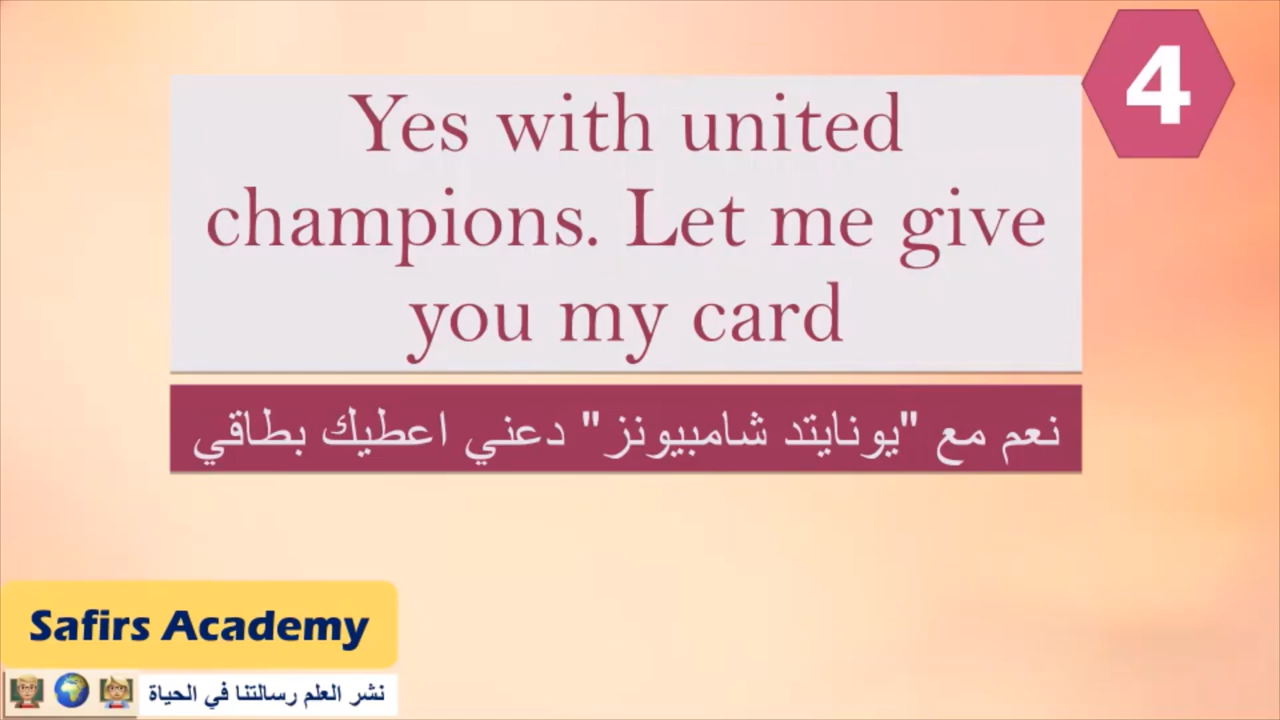 4
Yes with united
champions. Let me give
you my card
نعم مع "يونايتد شامبيونز" دعني اعطيك بطاقي
Safirs Academy
نشر العلم رسالتنا في الحياة